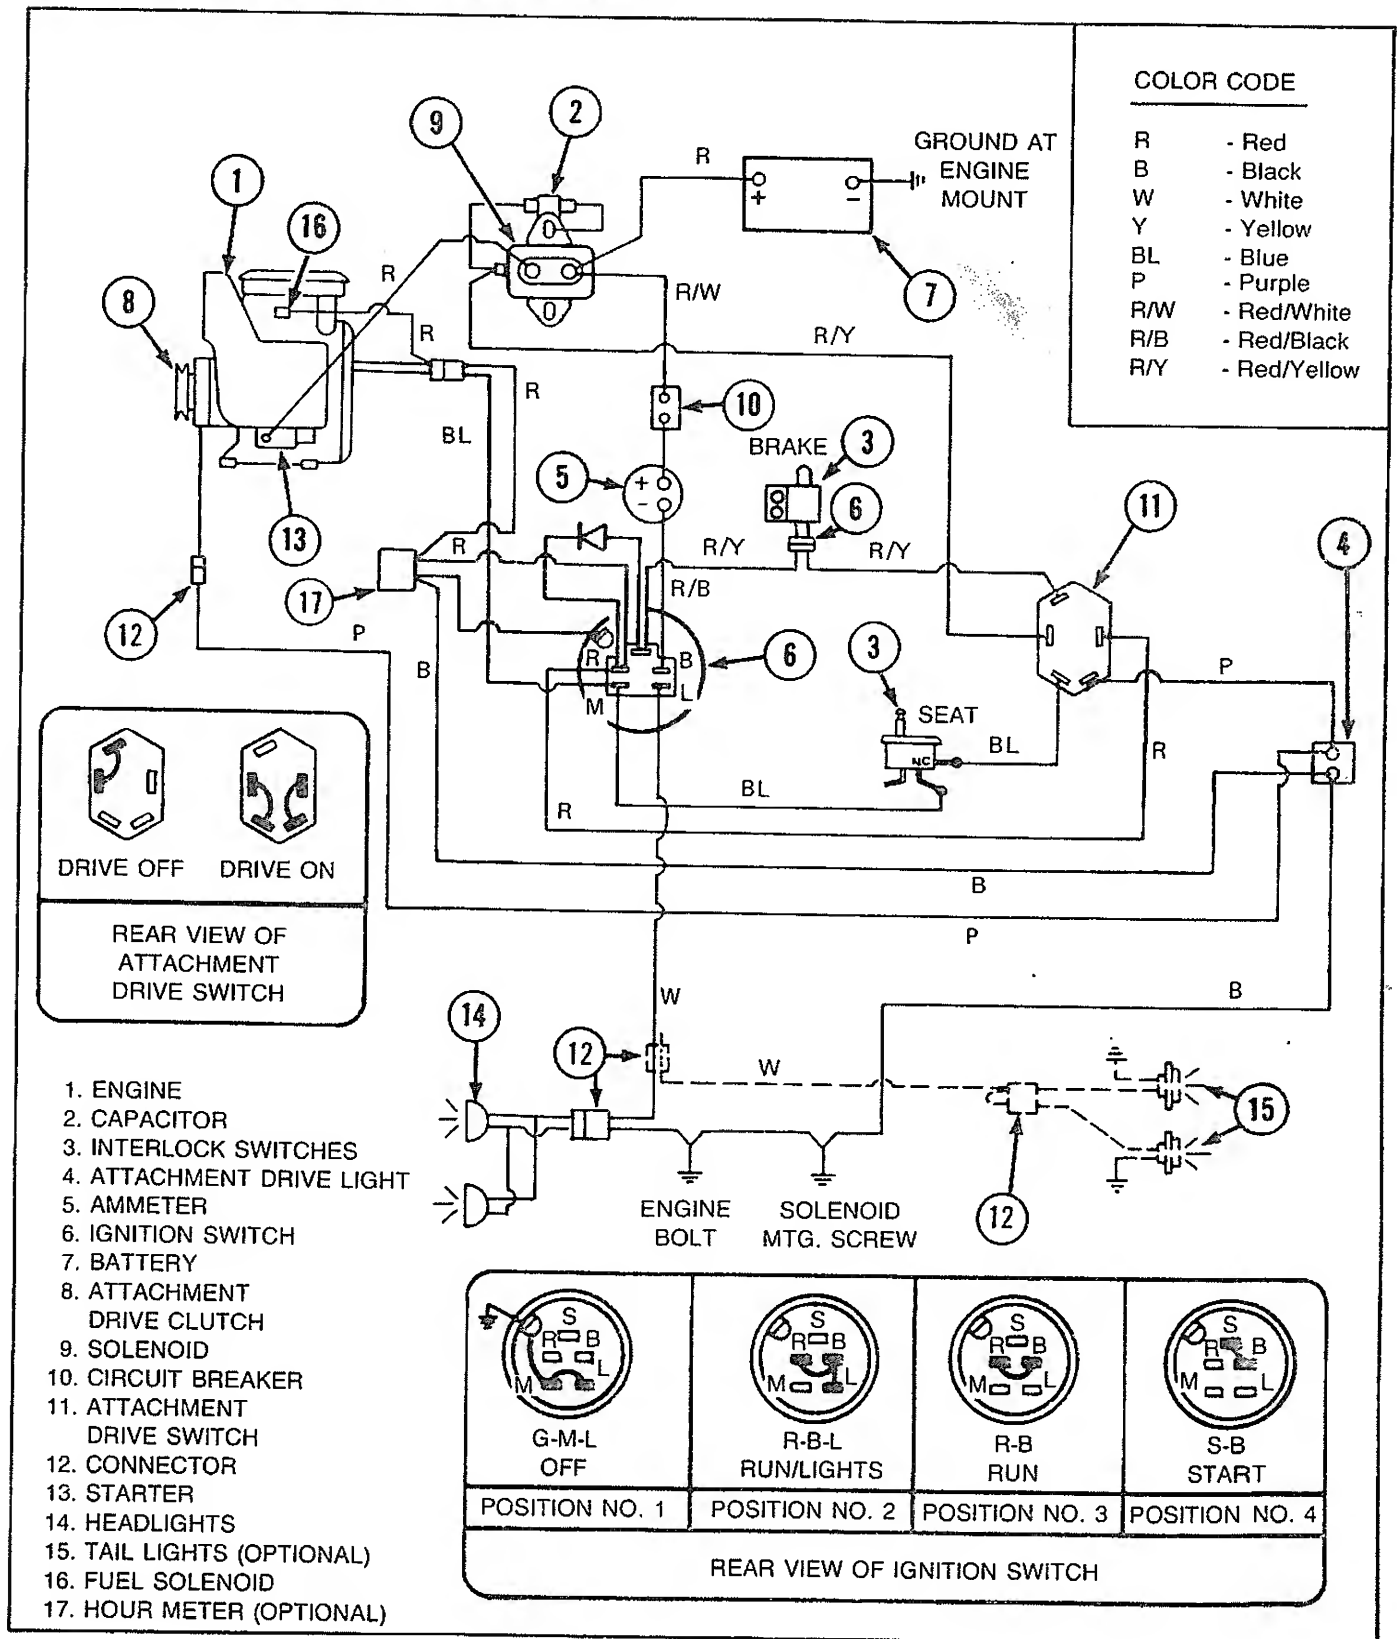 COLOR CODE
R - Red
B - Black
W - White
Y - Yellow
BL - Blue
P - Purple
R/W - Red/White
R/B - Red/Black
R/Y - Red/Yellow
2
9
1
16
8
R
GROUND AT
ENGINE
MOUNT
+
-
7
R
R
R/W
R/Y
R
BL
10
BRAKE
3
5
+
-
6
11
4
13
R/Y
R/Y
R
R/B
17
12
P
B
R
B
M
L
6
3
SEAT
NC
BL
P
R
BL
R
B
P
DRIVE OFF
DRIVE ON
REAR VIEW OF
ATTACHMENT
DRIVE SWITCH
W
B
14
12
W
15
12
ENGINE
BOLT
SOLENOID
MTG. SCREW
1. ENGINE
2. CAPACITOR
3. INTERLOCK SWITCHES
4. ATTACHMENT DRIVE LIGHT
5. AMMETER
6. IGNITION SWITCH
7. BATTERY
8. ATTACHMENT
DRIVE CLUTCH
9. SOLENOID
10. CIRCUIT BREAKER
11. ATTACHMENT
DRIVE SWITCH
12. CONNECTOR
13. STARTER
14. HEADLIGHTS
15. TAIL LIGHTS (OPTIONAL)
16. FUEL SOLENOID
17. HOUR METER (OPTIONAL)
S
R B
M L
G-M-L
OFF
POSITION NO. 1
S
R B
M L
R-B-L
RUN/LIGHTS
POSITION NO. 2
S
R B
M L
R-B
RUN
POSITION NO. 3
S
R B
M L
S-B
START
POSITION NO. 4
REAR VIEW OF IGNITION SWITCH